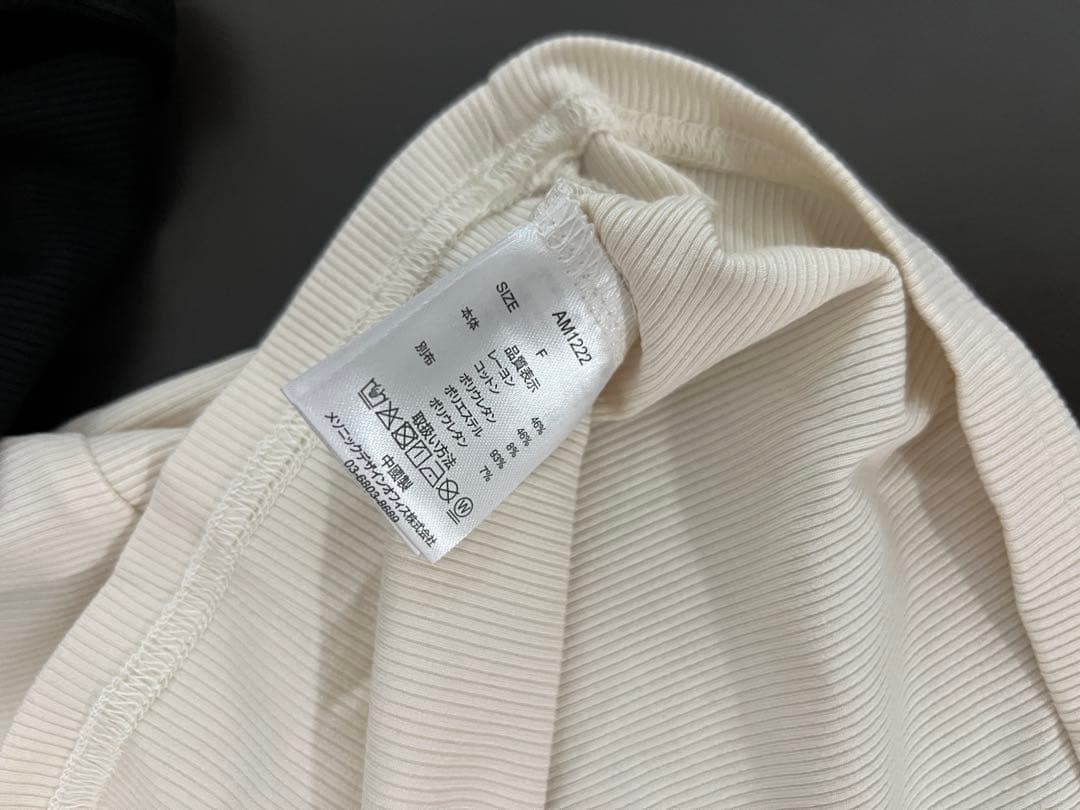 AM1222
SIZE F
品質表示
本体 レーヨン 46%
コットン 46%
ポリウレタン 8%
別布 ポリエステル 93%
ポリウレタン 7%
取扱い方法
W
中國製
メソニックデザインオフィス株式会社
03-6803-8689